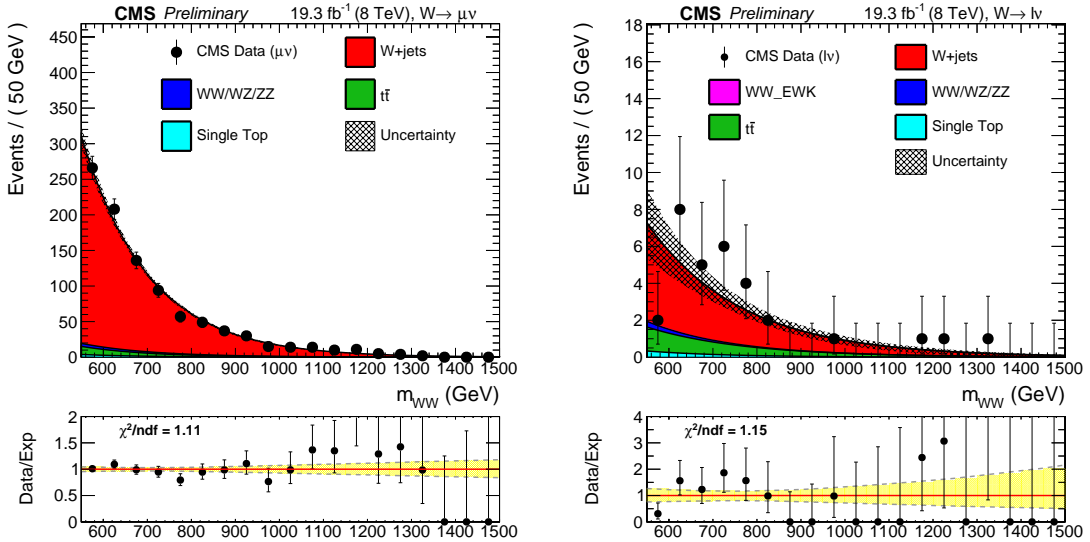 CMS Preliminary 19.3 fb⁻¹ (8 TeV), W→ μν
Events / ( 50 GeV )
450
400
350
300
250
200
150
100
50
0
CMS Data (μν)
W+jets
WW/WZ/ZZ
tt̄
Single Top
Uncertainty
600 700 800 900 1000 1100 1200 1300 1400 1500
m_WW (GeV)
Data/Exp
2
1.5
1
0.5
0
χ²/ndf = 1.11
600 700 800 900 1000 1100 1200 1300 1400 1500
CMS Preliminary 19.3 fb⁻¹ (8 TeV), W→ lν
Events / ( 50 GeV )
18
16
14
12
10
8
6
4
2
0
CMS Data (lν)
W+jets
WW_EWK
WW/WZ/ZZ
tt̄
Single Top
Uncertainty
600 700 800 900 1000 1100 1200 1300 1400 1500
m_WW (GeV)
Data/Exp
4
3
2
1
0
χ²/ndf = 1.15
600 700 800 900 1000 1100 1200 1300 1400 1500